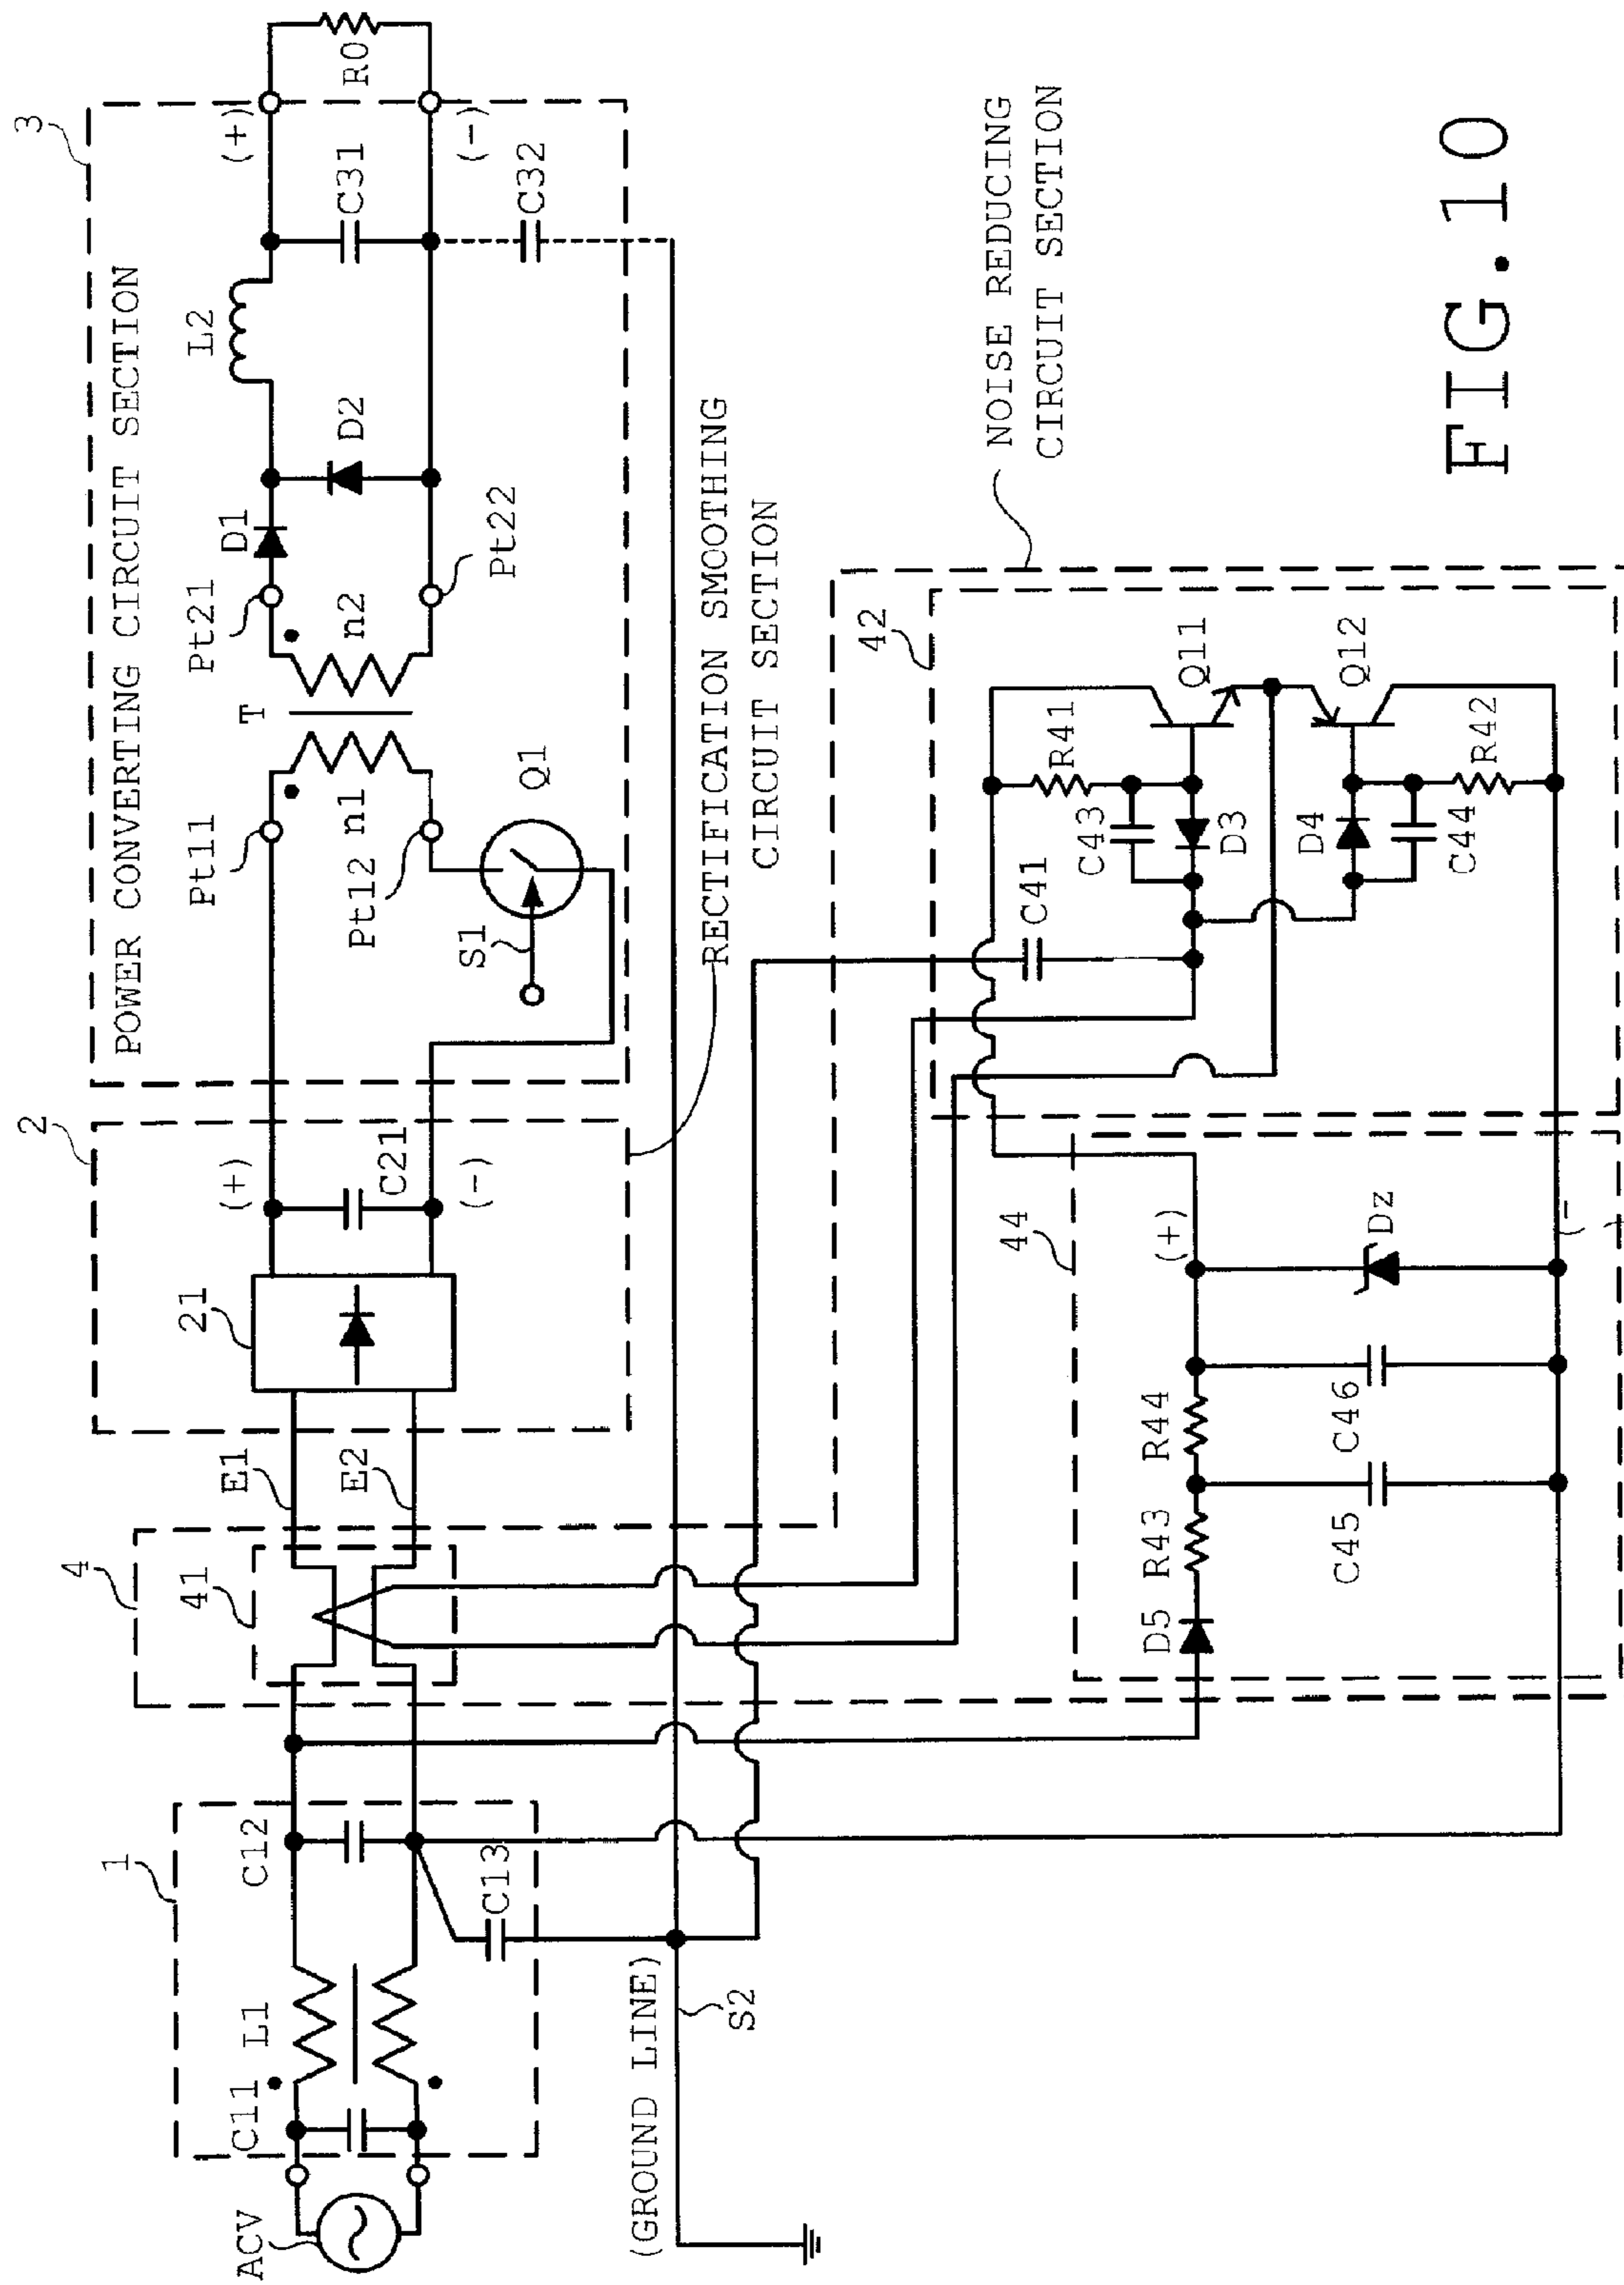 3
POWER CONVERTING CIRCUIT SECTION
Pt11
T
Pt21
D1
L2
(+)
n1
n2
D2
C31
R0
Pt12
Pt22
(-)
S1
Q1
C32
2
(+)
21
C21
(-)
RECTIFICATION SMOOTHING
CIRCUIT SECTION
4
41
E1
E2
1
ACV
C11
L1
C12
C13
(GROUND LINE)
S2
NOISE REDUCING
CIRCUIT SECTION
42
C41
C43
R41
Q11
D3
D4
Q12
C44
R42
44
(+)
D5
R43
R44
C45
C46
Dz
-
FIG.10